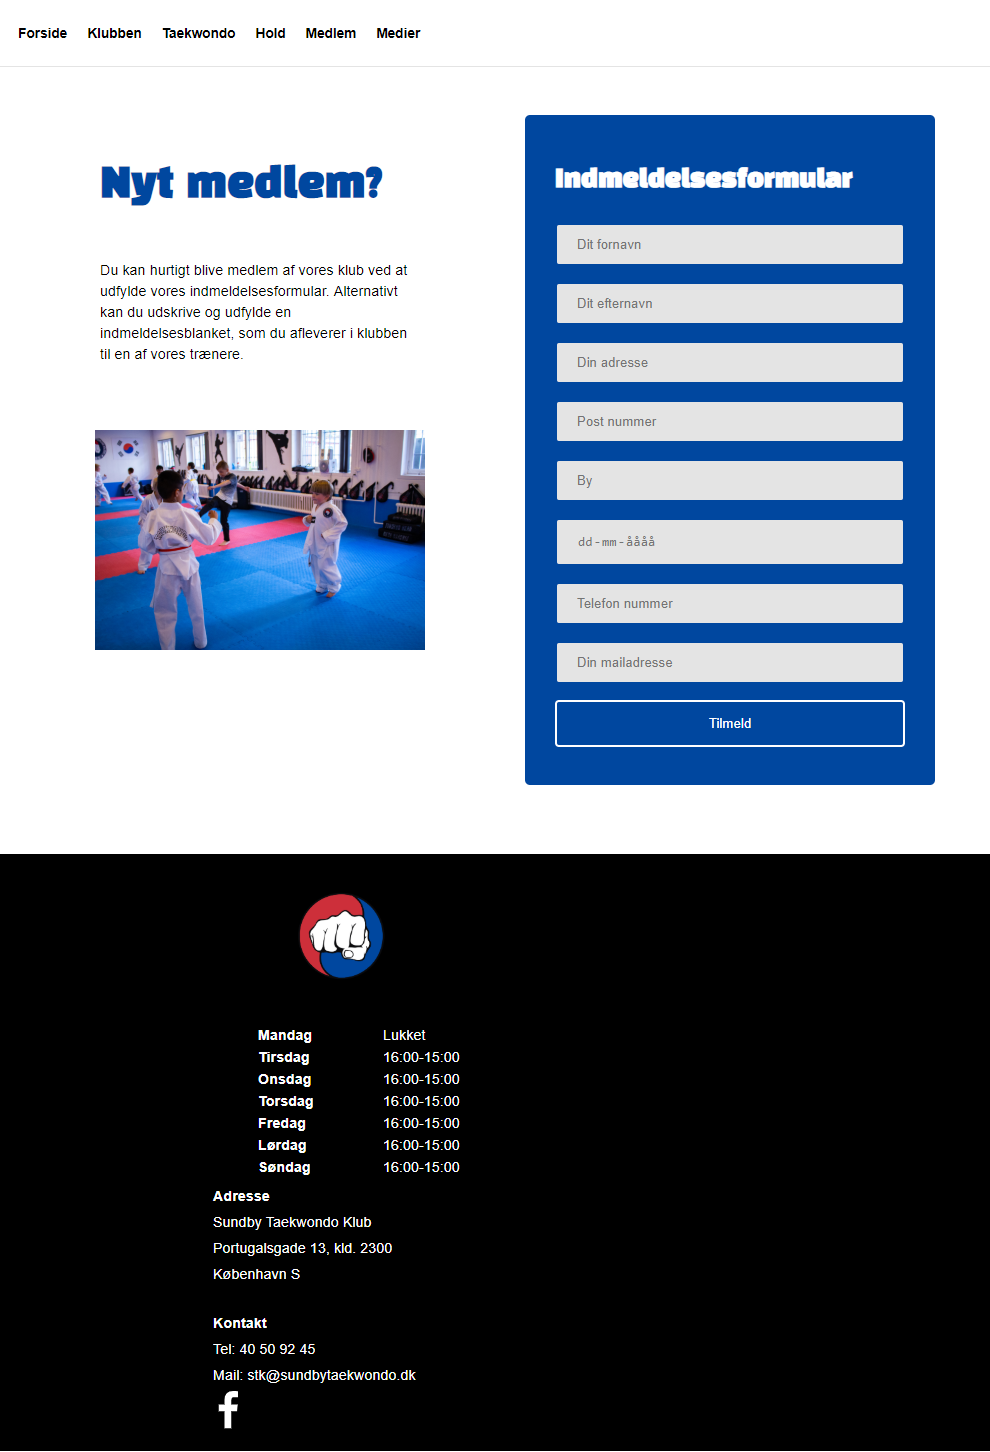 Forside Klubben Taekwondo Hold Medlem Medier
Nyt medlem?
Du kan hurtigt blive medlem af vores klub ved at
udfylde vores indmeldelsesformular. Alternativt
kan du udskrive og udfylde en
indmeldelsesblanket, som du afleverer i klubben
til en af vores trænere.
Indmeldelsesformular
Dit fornavn
Dit efternavn
Din adresse
Post nummer
By
dd-mm-åååå
Telefon nummer
Din mailadresse
Tilmeld
Mandag Lukket
Tirsdag 16:00-15:00
Onsdag 16:00-15:00
Torsdag 16:00-15:00
Fredag 16:00-15:00
Lørdag 16:00-15:00
Søndag 16:00-15:00
Adresse
Sundby Taekwondo Klub
Portugalsgade 13, kld. 2300
København S
Kontakt
Tel: 40 50 92 45
Mail: stk@sundbytaekwondo.dk